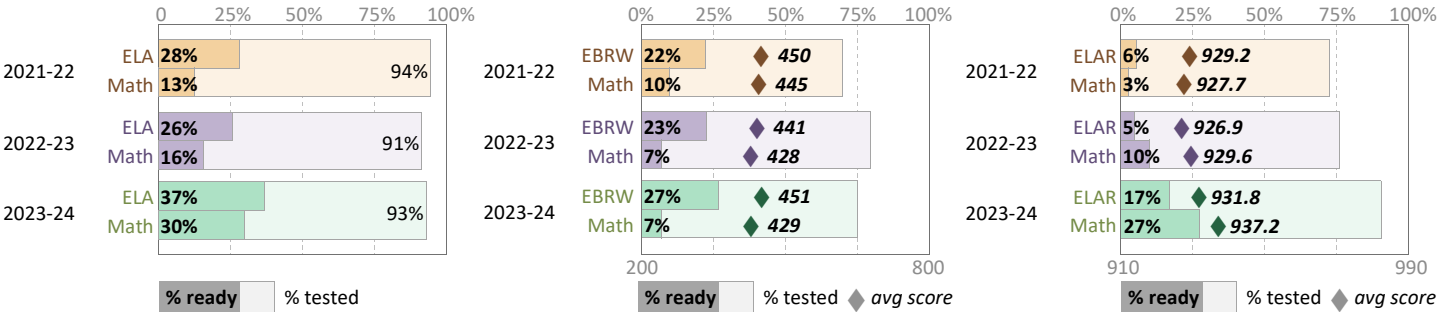 0 25% 50% 75% 100%
2021-22
ELA 28%
Math 13%
94%
2022-23
ELA 26%
Math 16%
91%
2023-24
ELA 37%
Math 30%
93%
% ready % tested
0% 25% 50% 75% 100%
2021-22
EBRW 22% 450
Math 10% 445
2022-23
EBRW 23% 441
Math 7% 428
2023-24
EBRW 27% 451
Math 7% 429
200 800
% ready % tested avg score
0% 25% 50% 75% 100%
2021-22
ELAR 6% 929.2
Math 3% 927.7
2022-23
ELAR 5% 926.9
Math 10% 929.6
2023-24
ELAR 17% 931.8
Math 27% 937.2
910 990
% ready % tested avg score